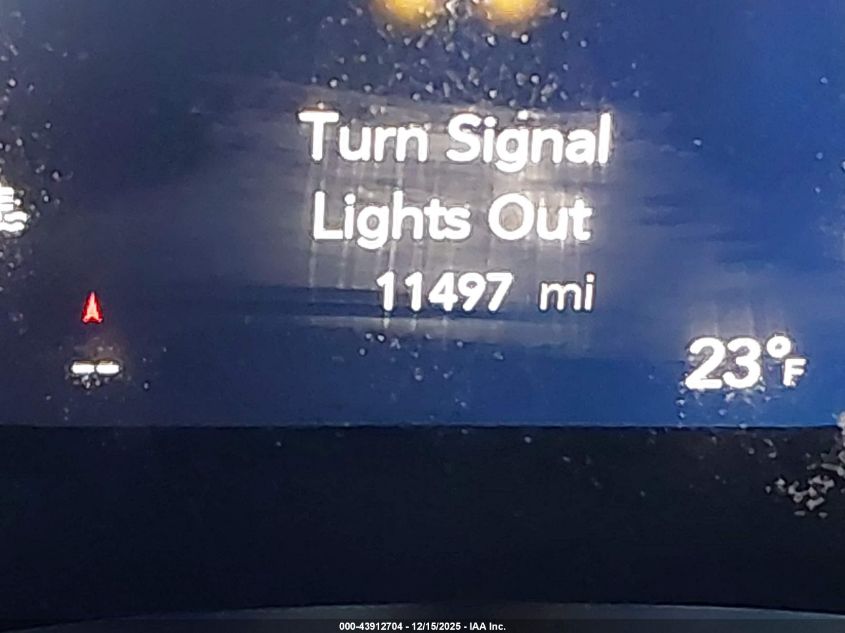 Turn Signal
Lights Out
11497 mi
--
23°F
000-43912704 - 12/15/2025 - IAA Inc.